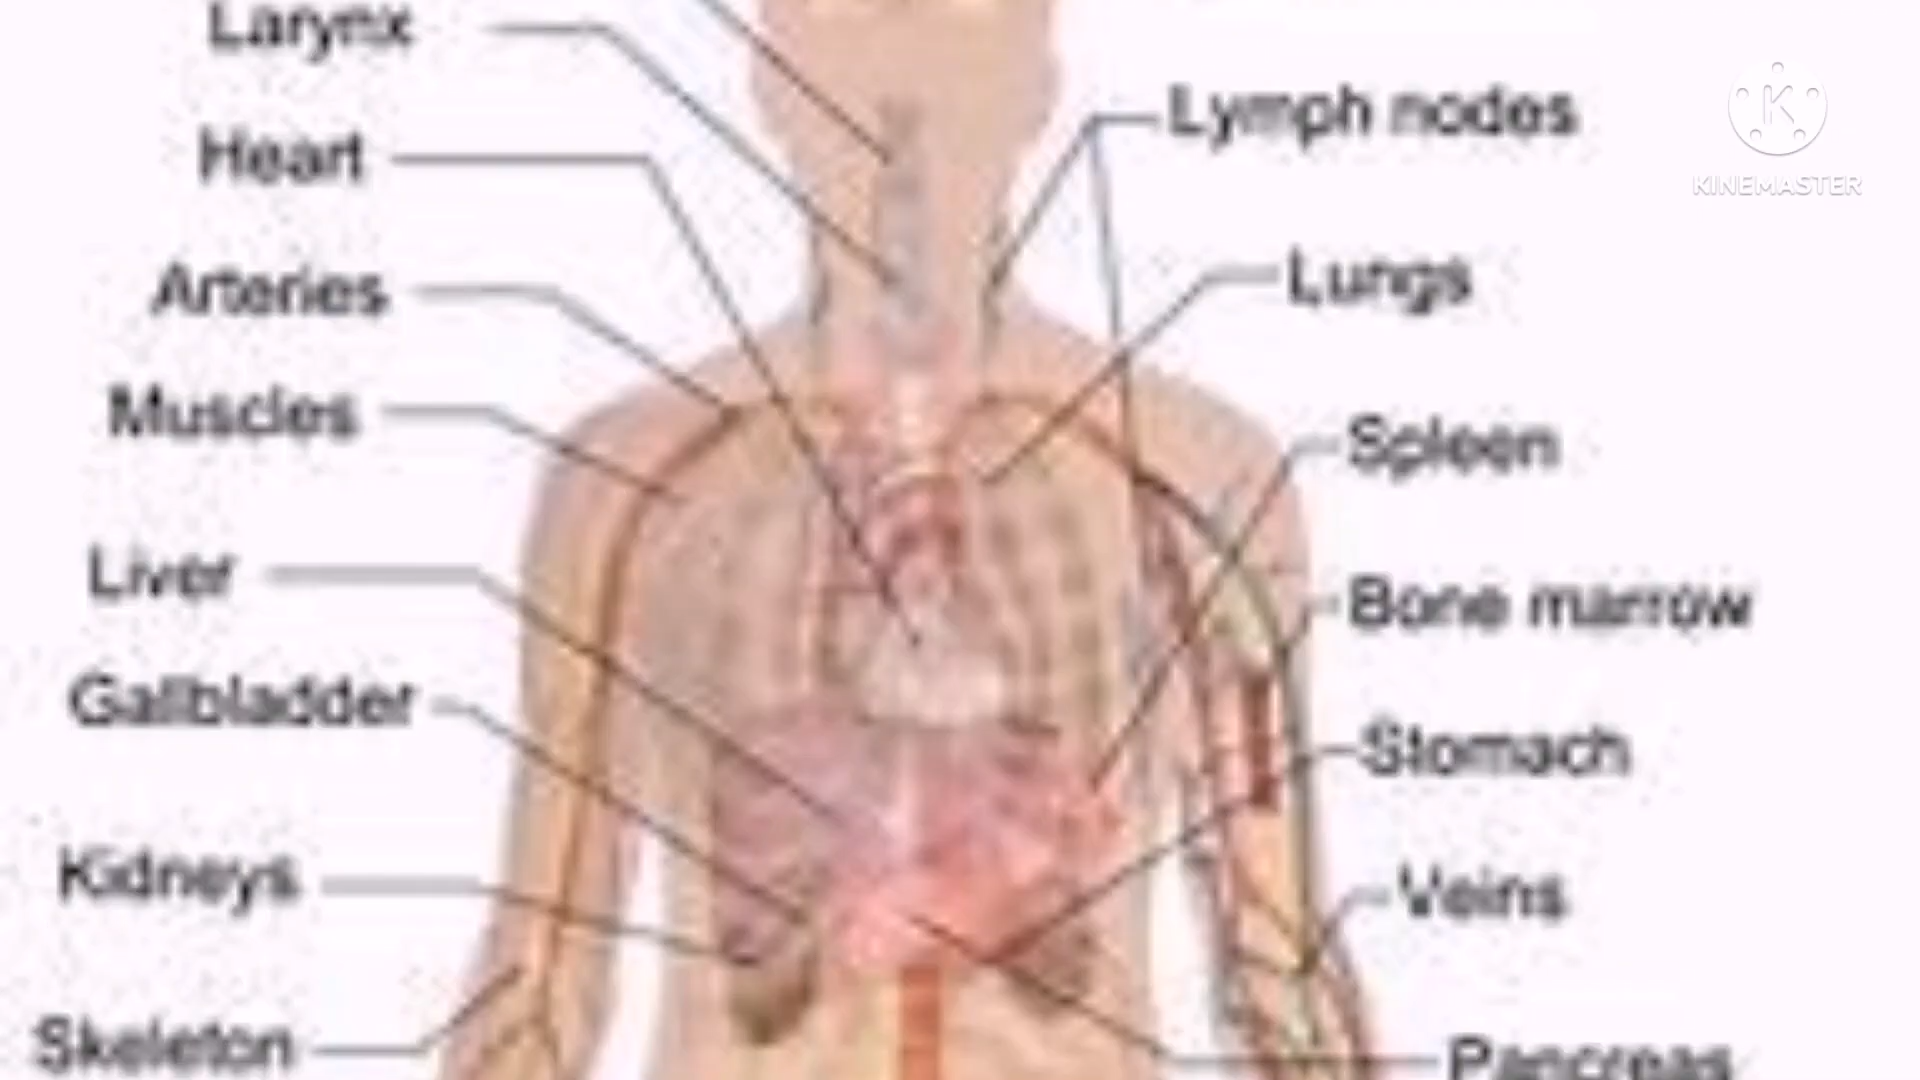 Larynx
Heart
Arteries
Muscles
Liver
Gallbladder
Kidneys
Skeleton
Lymph nodes
Lungs
Spleen
Bone marrow
Stomach
Veins
Pancreas
KINEMASTER